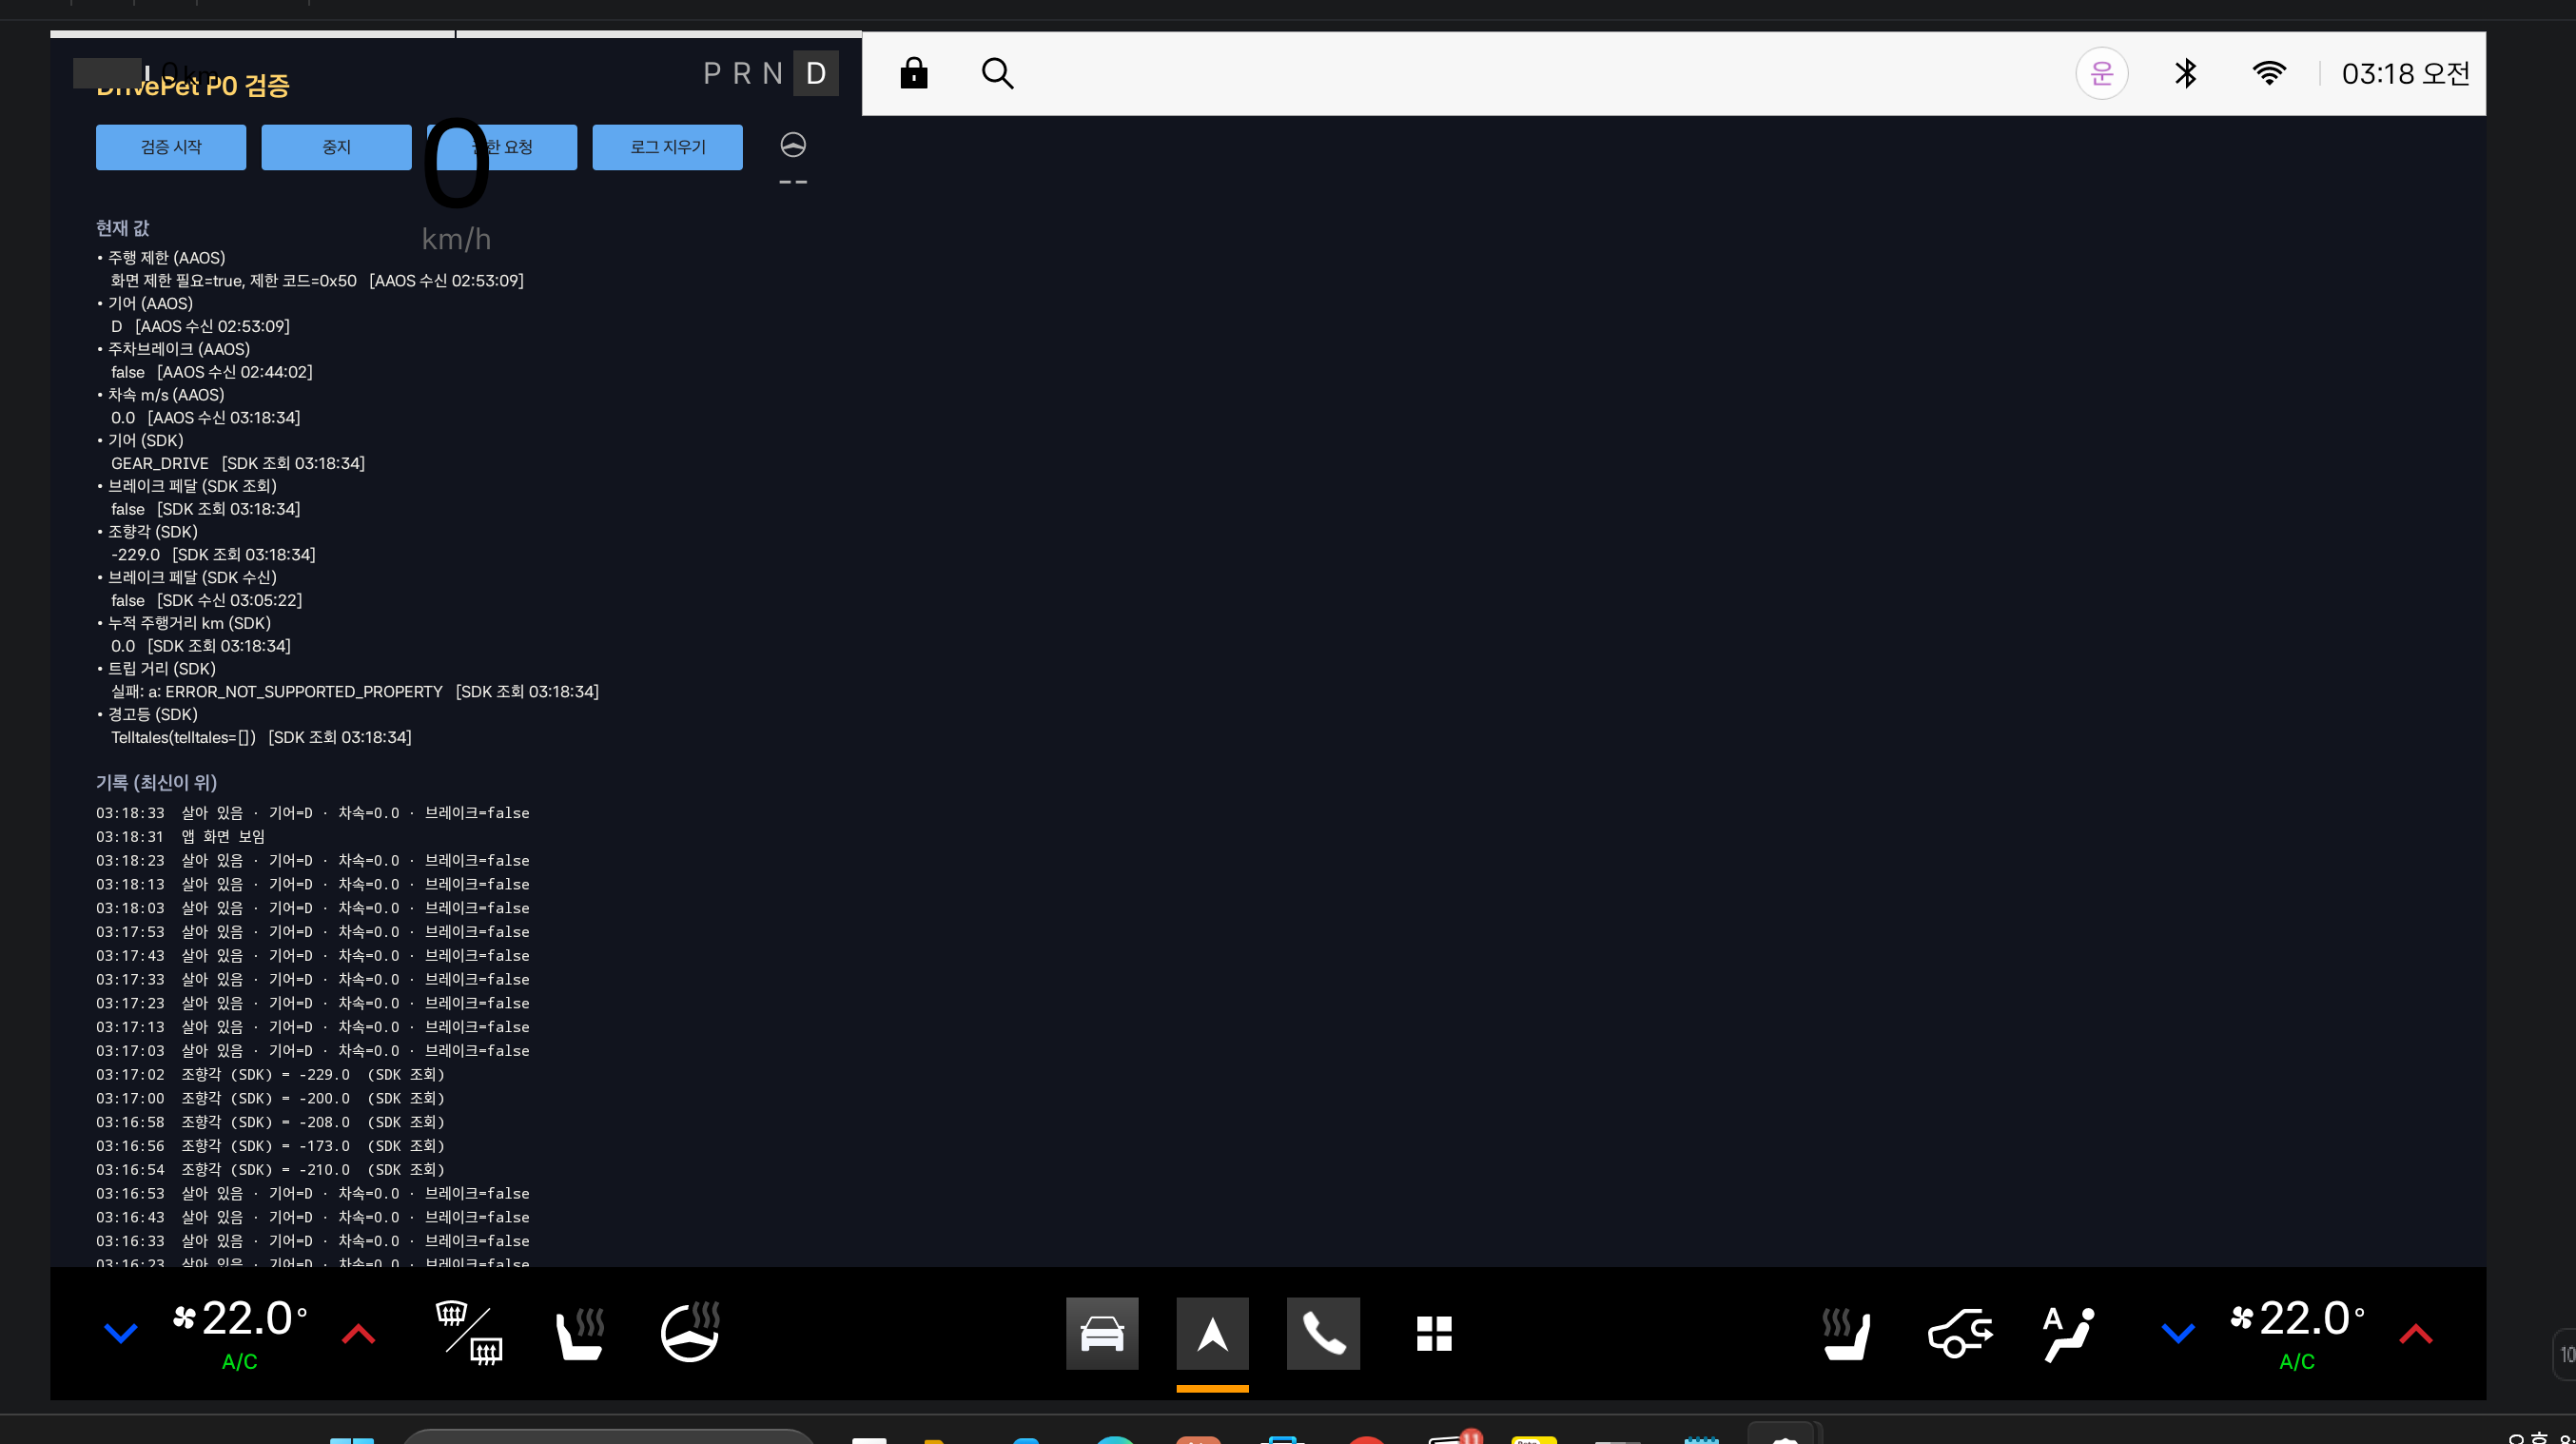 0 km
P R N D
03:18 오전
운
DrivePet P0 검증
검증 시작
중지
권한 요청
로그 지우기
0
km/h
--
현재 값
• 주행 제한 (AAOS)
화면 제한 필요=true, 제한 코드=0x50 [AAOS 수신 02:53:09]
• 기어 (AAOS)
D [AAOS 수신 02:53:09]
• 주차브레이크 (AAOS)
false [AAOS 수신 02:44:02]
• 차속 m/s (AAOS)
0.0 [AAOS 수신 03:18:34]
• 기어 (SDK)
GEAR_DRIVE [SDK 조회 03:18:34]
• 브레이크 페달 (SDK 조회)
false [SDK 조회 03:18:34]
• 조향각 (SDK)
-229.0 [SDK 조회 03:18:34]
• 브레이크 페달 (SDK 수신)
false [SDK 수신 03:05:22]
• 누적 주행거리 km (SDK)
0.0 [SDK 조회 03:18:34]
• 트립 거리 (SDK)
실패: a: ERROR_NOT_SUPPORTED_PROPERTY [SDK 조회 03:18:34]
• 경고등 (SDK)
Telltales(telltales=[]) [SDK 조회 03:18:34]
기록 (최신이 위)
03:18:33 살아 있음 · 기어=D · 차속=0.0 · 브레이크=false
03:18:31 앱 화면 보임
03:18:23 살아 있음 · 기어=D · 차속=0.0 · 브레이크=false
03:18:13 살아 있음 · 기어=D · 차속=0.0 · 브레이크=false
03:18:03 살아 있음 · 기어=D · 차속=0.0 · 브레이크=false
03:17:53 살아 있음 · 기어=D · 차속=0.0 · 브레이크=false
03:17:43 살아 있음 · 기어=D · 차속=0.0 · 브레이크=false
03:17:33 살아 있음 · 기어=D · 차속=0.0 · 브레이크=false
03:17:23 살아 있음 · 기어=D · 차속=0.0 · 브레이크=false
03:17:13 살아 있음 · 기어=D · 차속=0.0 · 브레이크=false
03:17:03 살아 있음 · 기어=D · 차속=0.0 · 브레이크=false
03:17:02 조향각 (SDK) = -229.0 (SDK 조회)
03:17:00 조향각 (SDK) = -200.0 (SDK 조회)
03:16:58 조향각 (SDK) = -208.0 (SDK 조회)
03:16:56 조향각 (SDK) = -173.0 (SDK 조회)
03:16:54 조향각 (SDK) = -210.0 (SDK 조회)
03:16:53 살아 있음 · 기어=D · 차속=0.0 · 브레이크=false
03:16:43 살아 있음 · 기어=D · 차속=0.0 · 브레이크=false
03:16:33 살아 있음 · 기어=D · 차속=0.0 · 브레이크=false
03:16:23 살아 있음 · 기어=D · 차속=0.0 · 브레이크=false
22.0°
A/C
A
22.0°
A/C
10
11